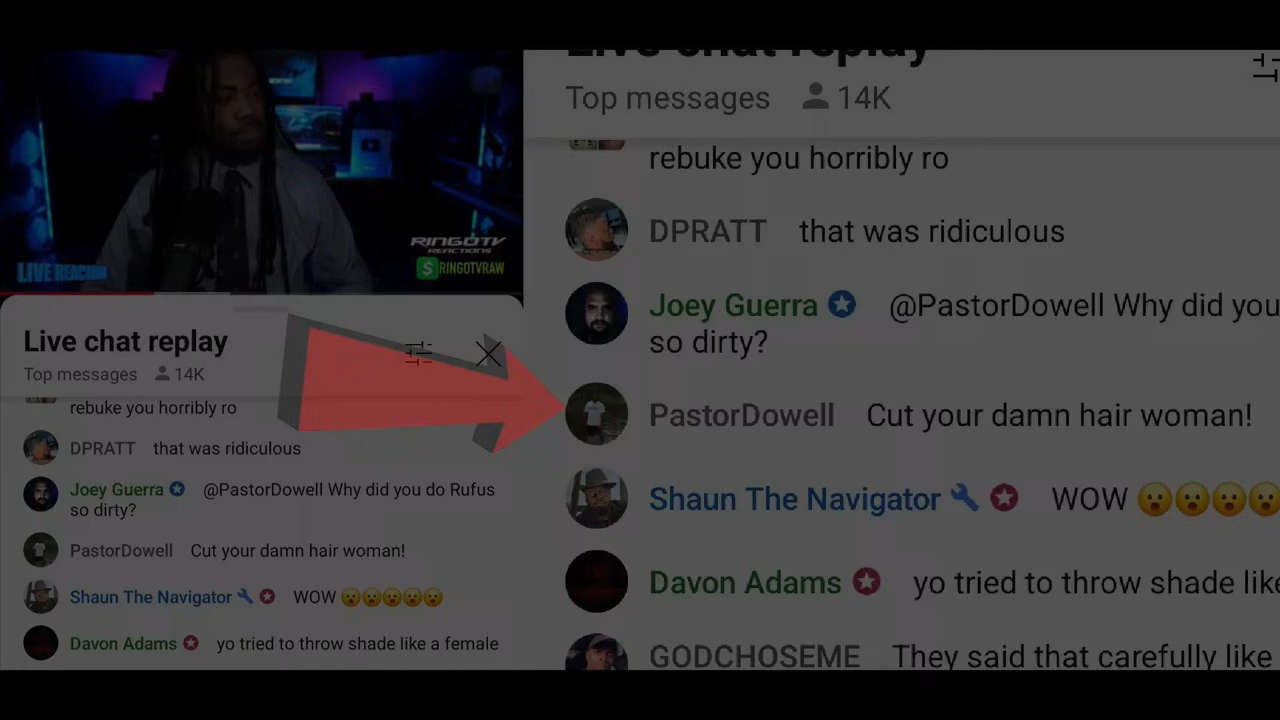 LIVE REACTION
RINGOTV
REACTIONS
$ RINGOTVRAW
Live chat replay
Top messages 14K
rebuke you horribly ro
DPRATT that was ridiculous
Joey Guerra @PastorDowell Why did you do Rufus
so dirty?
PastorDowell Cut your damn hair woman!
Shaun The Navigator WOW 😮😮😮😮😮
Davon Adams yo tried to throw shade like a female
Live chat replay
Top messages 14K
rebuke you horribly ro
DPRATT that was ridiculous
Joey Guerra @PastorDowell Why did you
so dirty?
PastorDowell Cut your damn hair woman!
Shaun The Navigator WOW 😮😮😮😮
Davon Adams yo tried to throw shade like
GODCHOSEME They said that carefully like